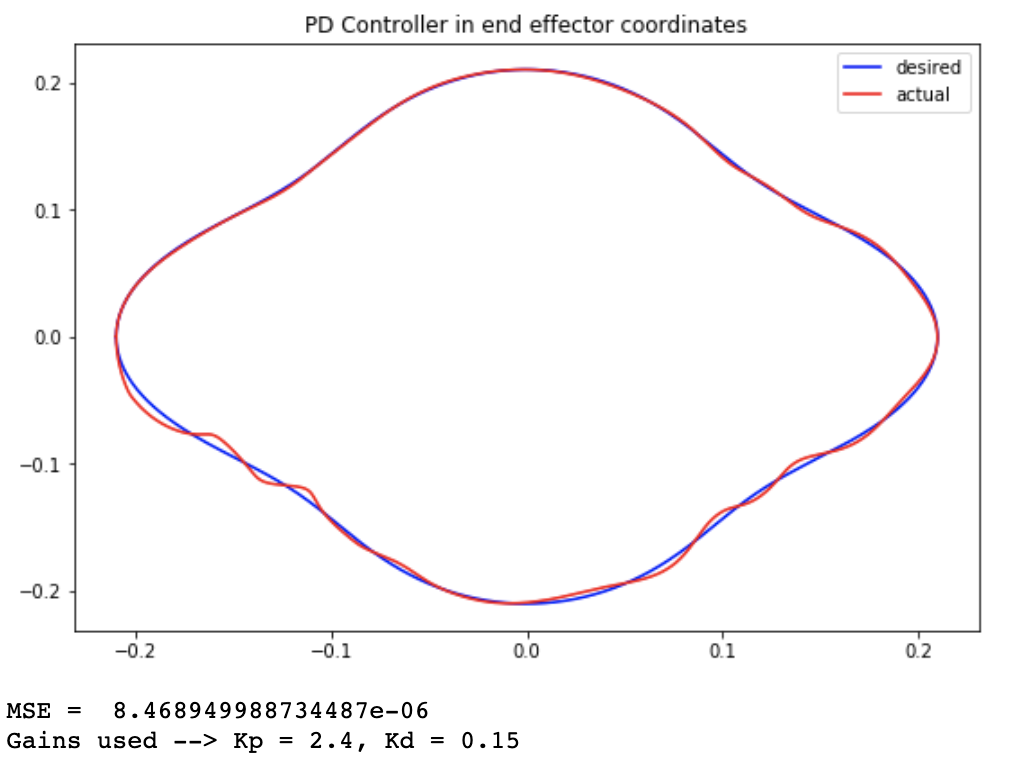 PD Controller in end effector coordinates
desired
actual
0.2
0.1
0.0
−0.1
−0.2
−0.2
−0.1
0.0
0.1
0.2
MSE =  8.468949988734487e-06
Gains used --> Kp = 2.4, Kd = 0.15